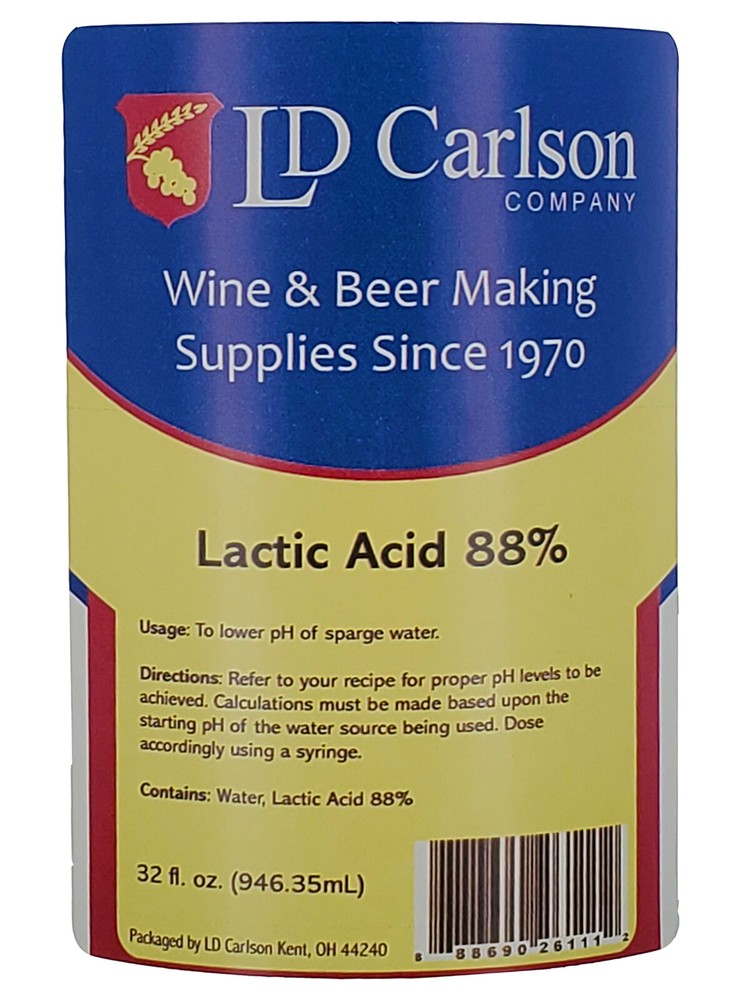 LD Carlson
COMPANY
Wine & Beer Making
Supplies Since 1970
Lactic Acid 88%
Usage: To lower pH of sparge water.
Directions: Refer to your recipe for proper pH levels to be
achieved. Calculations must be made based upon the
starting pH of the water source being used. Dose
accordingly using a syringe.
Contains: Water, Lactic Acid 88%
32 fl. oz. (946.35mL)
Packaged by LD Carlson Kent, OH 44240
8 88690 26111 2